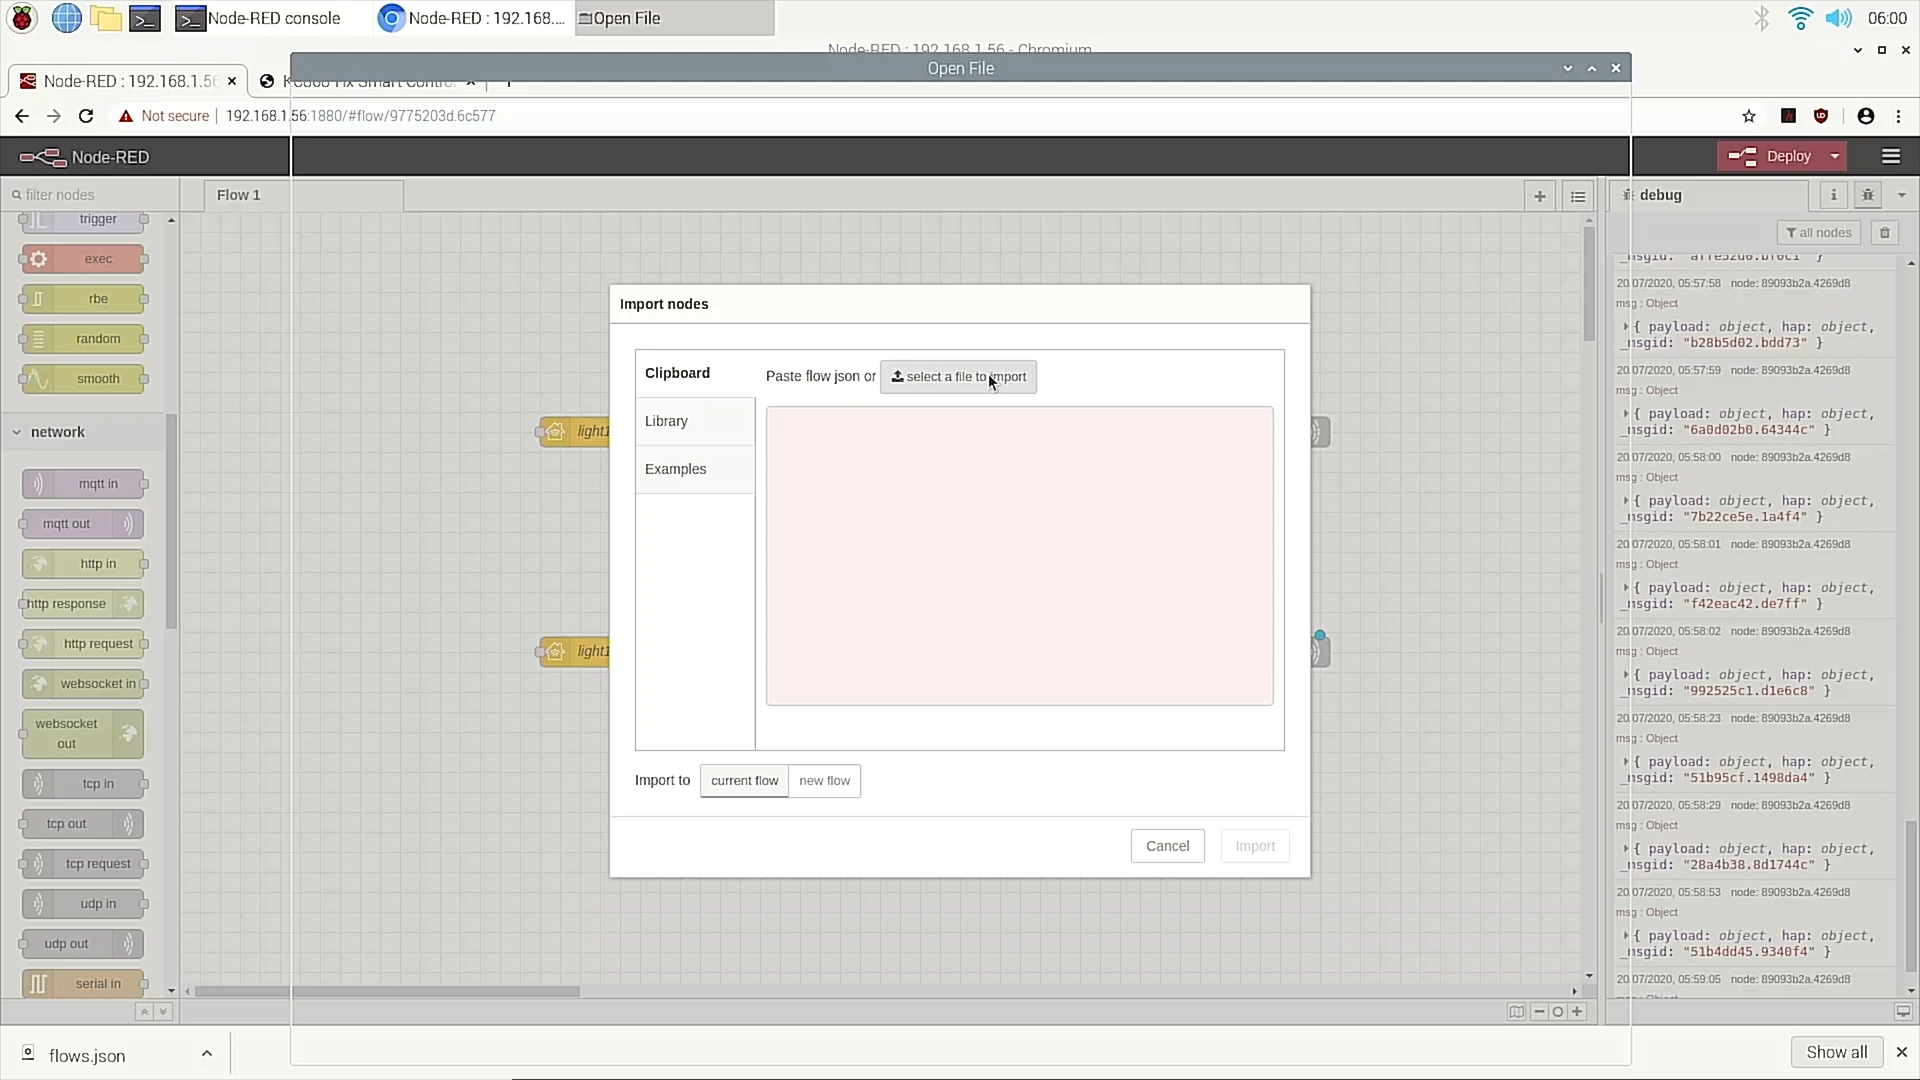 Node-RED console
Node-RED : 192.168....
Open File
06:00
Node-RED : 192.168.1.56 - Chromium
Open File
Node-RED : 192.168.1.56
Not secure
192.168.1.56:1880/#flow/9775203d.6c577
Node-RED
Deploy
filter nodes
Flow 1
debug
all nodes
trigger
exec
rbe
random
smooth
network
mqtt in
mqtt out
http in
http response
http request
websocket in
websocket
out
tcp in
tcp out
tcp request
udp in
udp out
serial in
light1
light1
Import nodes
Clipboard
Library
Examples
Paste flow json or
select a file to import
Import to
current flow
new flow
Cancel
Import
20/07/2020, 05:57:58 node: 89093b2a.4269d8
msg : Object
{ payload: object, hap: object,
_msgid: "b28b5d02.bdd73" }
20/07/2020, 05:57:59 node: 89093b2a.4269d8
msg : Object
{ payload: object, hap: object,
_msgid: "6a0d02b0.64344c" }
20/07/2020, 05:58:00 node: 89093b2a.4269d8
msg : Object
{ payload: object, hap: object,
_msgid: "7b22ce5e.1a4f4" }
20/07/2020, 05:58:01 node: 89093b2a.4269d8
msg : Object
{ payload: object, hap: object,
_msgid: "f42eac42.de7ff" }
20/07/2020, 05:58:02 node: 89093b2a.4269d8
msg : Object
{ payload: object, hap: object,
_msgid: "992525c1.d1e6c8" }
20/07/2020, 05:58:23 node: 89093b2a.4269d8
msg : Object
{ payload: object, hap: object,
_msgid: "51b95cf.1498da4" }
20/07/2020, 05:58:29 node: 89093b2a.4269d8
msg : Object
{ payload: object, hap: object,
_msgid: "28a4b38.8d1744c" }
20/07/2020, 05:58:53 node: 89093b2a.4269d8
msg : Object
{ payload: object, hap: object,
_msgid: "51b4dd45.9340f4" }
20/07/2020, 05:59:05 node: 89093b2a.4269d8
flows.json
Show all